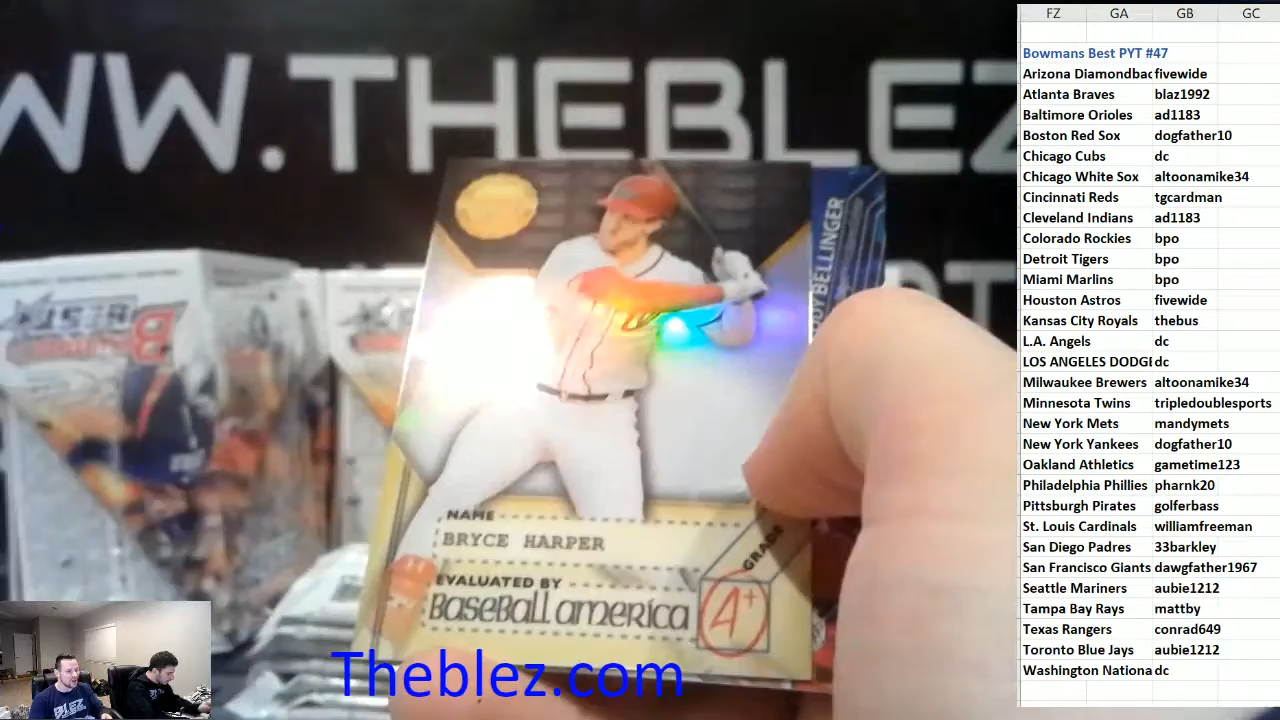 WW.THEBLEZ
BEST
CODY BELLINGER
NAME
BRYCE HARPER
GRADE
A+
EVALUATED BY
Baseball america
Theblez.com
BLEZ
FZ GA GB GC
Bowmans Best PYT #47
Arizona Diamondbac fivewide
Atlanta Braves blaz1992
Baltimore Orioles ad1183
Boston Red Sox dogfather10
Chicago Cubs dc
Chicago White Sox altoonamike34
Cincinnati Reds tgcardman
Cleveland Indians ad1183
Colorado Rockies bpo
Detroit Tigers bpo
Miami Marlins bpo
Houston Astros fivewide
Kansas City Royals thebus
L.A. Angels dc
LOS ANGELES DODGE dc
Milwaukee Brewers altoonamike34
Minnesota Twins tripledoublesports
New York Mets mandymets
New York Yankees dogfather10
Oakland Athletics gametime123
Philadelphia Phillies pharnk20
Pittsburgh Pirates golferbass
St. Louis Cardinals williamfreeman
San Diego Padres 33barkley
San Francisco Giants dawgfather1967
Seattle Mariners aubie1212
Tampa Bay Rays mattby
Texas Rangers conrad649
Toronto Blue Jays aubie1212
Washington Nationa dc